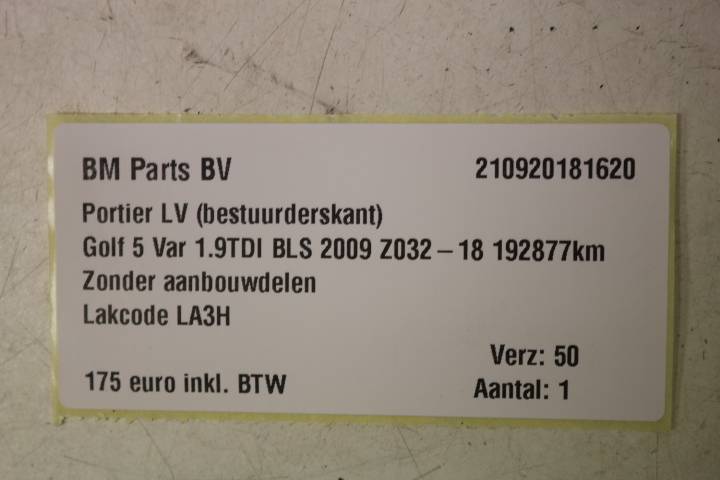 BM Parts BV 210920181620
Portier LV (bestuurderskant)
Golf 5 Var 1.9TDI BLS 2009 Z032 – 18 192877km
Zonder aanbouwdelen
Lakcode LA3H
Verz: 50
175 euro inkl. BTW Aantal: 1